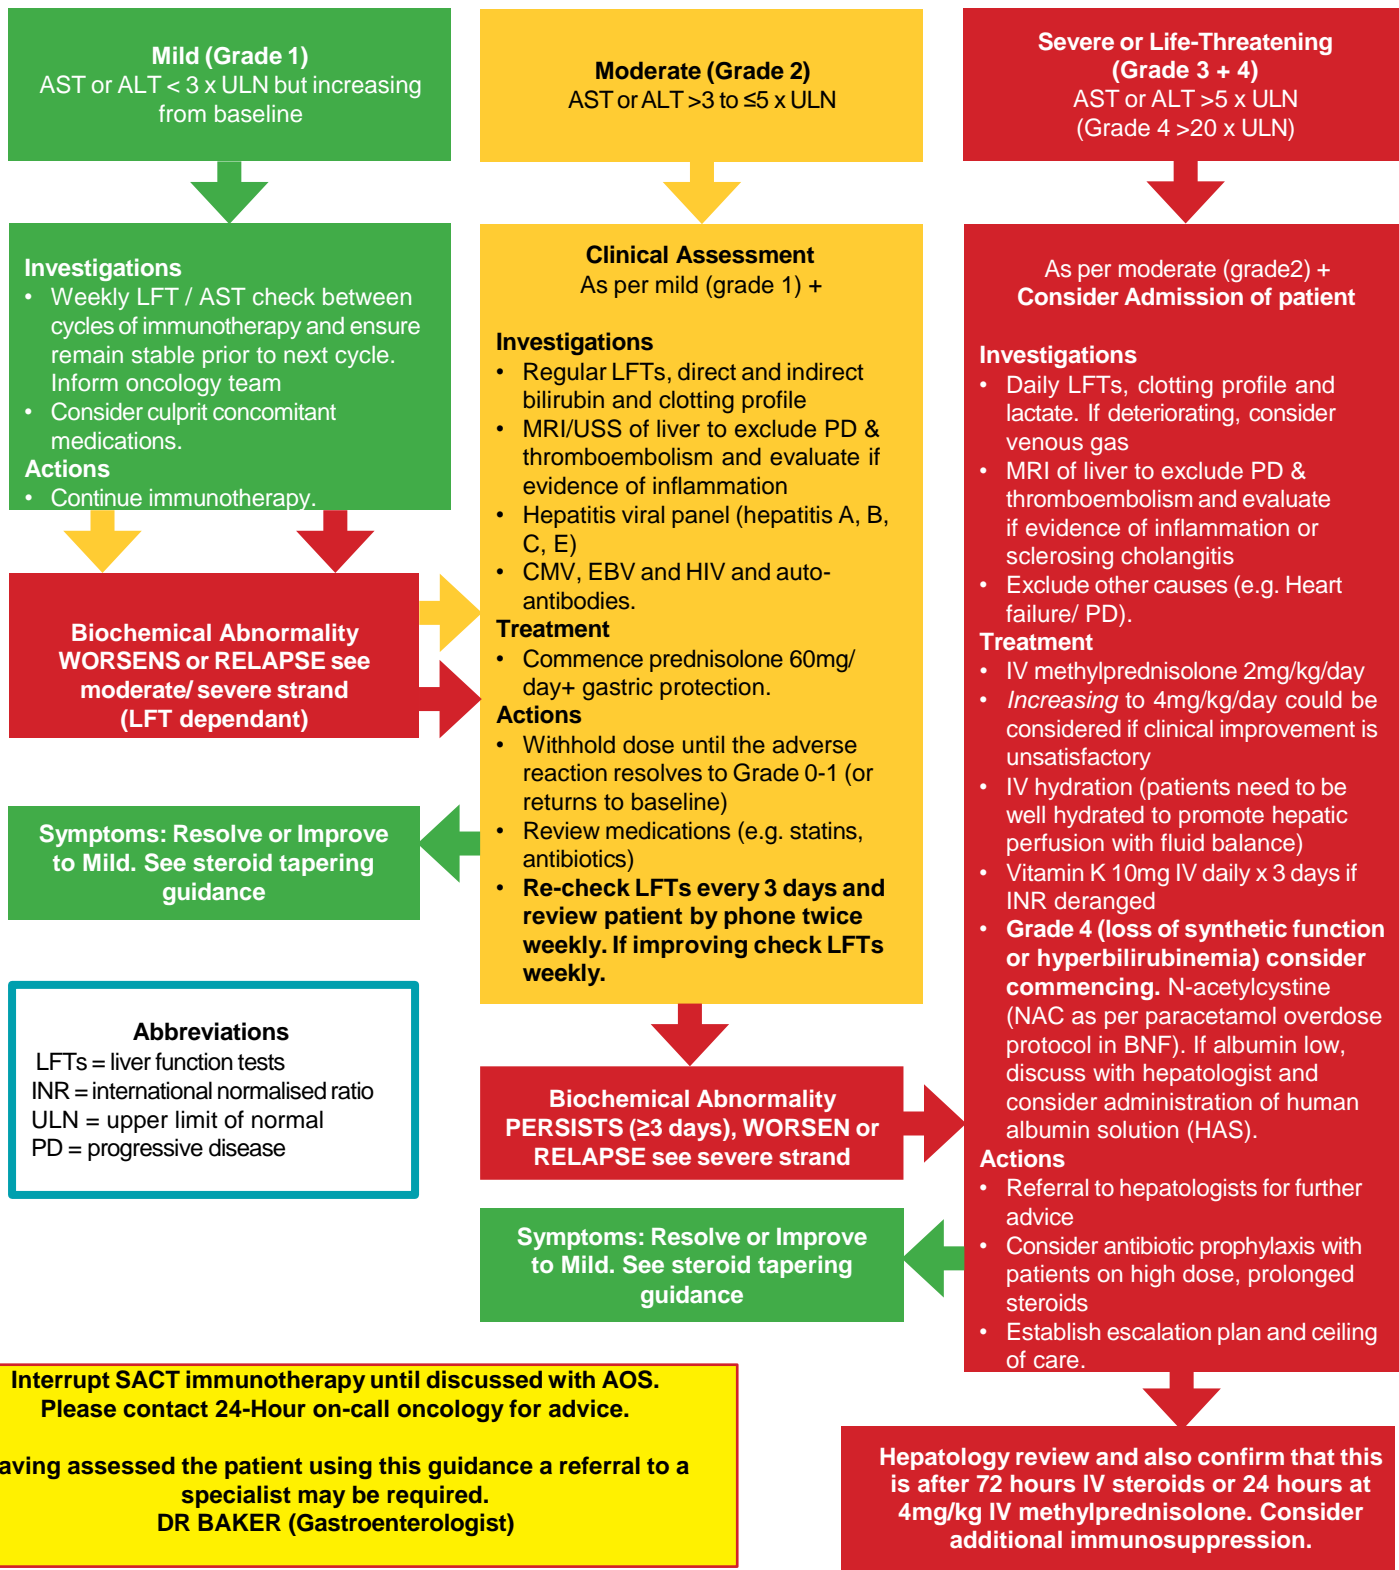 Mild (Grade 1)
AST or ALT < 3 x ULN but increasing
from baseline
Investigations
• Weekly LFT / AST check between
cycles of immunotherapy and ensure
remain stable prior to next cycle.
Inform oncology team
• Consider culprit concomitant
medications.
Actions
• Continue immunotherapy.
Biochemical Abnormality
WORSENS or RELAPSE see
moderate/ severe strand
(LFT dependant)
Symptoms: Resolve or Improve
to Mild. See steroid tapering
guidance
Abbreviations
LFTs = liver function tests
INR = international normalised ratio
ULN = upper limit of normal
PD = progressive disease
Moderate (Grade 2)
AST or ALT >3 to ≤5 x ULN
Clinical Assessment
As per mild (grade 1) +
Investigations
• Regular LFTs, direct and indirect
bilirubin and clotting profile
• MRI/USS of liver to exclude PD &
thromboembolism and evaluate if
evidence of inflammation
• Hepatitis viral panel (hepatitis A, B,
C, E)
• CMV, EBV and HIV and auto-
antibodies.
Treatment
• Commence prednisolone 60mg/
day+ gastric protection.
Actions
• Withhold dose until the adverse
reaction resolves to Grade 0-1 (or
returns to baseline)
• Review medications (e.g. statins,
antibiotics)
• Re-check LFTs every 3 days and
review patient by phone twice
weekly. If improving check LFTs
weekly.
Biochemical Abnormality
PERSISTS (≥3 days), WORSEN or
RELAPSE see severe strand
Symptoms: Resolve or Improve
to Mild. See steroid tapering
guidance
Severe or Life-Threatening
(Grade 3 + 4)
AST or ALT >5 x ULN
(Grade 4 >20 x ULN)
As per moderate (grade2) +
Consider Admission of patient
Investigations
• Daily LFTs, clotting profile and
lactate. If deteriorating, consider
venous gas
• MRI of liver to exclude PD &
thromboembolism and evaluate
if evidence of inflammation or
sclerosing cholangitis
• Exclude other causes (e.g. Heart
failure/ PD).
Treatment
• IV methylprednisolone 2mg/kg/day
• Increasing to 4mg/kg/day could be
considered if clinical improvement is
unsatisfactory
• IV hydration (patients need to be
well hydrated to promote hepatic
perfusion with fluid balance)
• Vitamin K 10mg IV daily x 3 days if
INR deranged
• Grade 4 (loss of synthetic function
or hyperbilirubinemia) consider
commencing. N-acetylcystine
(NAC as per paracetamol overdose
protocol in BNF). If albumin low,
discuss with hepatologist and
consider administration of human
albumin solution (HAS).
Actions
• Referral to hepatologists for further
advice
• Consider antibiotic prophylaxis with
patients on high dose, prolonged
steroids
• Establish escalation plan and ceiling
of care.
Hepatology review and also confirm that this
is after 72 hours IV steroids or 24 hours at
4mg/kg IV methylprednisolone. Consider
additional immunosuppression.
Interrupt SACT immunotherapy until discussed with AOS.
Please contact 24-Hour on-call oncology for advice.
aving assessed the patient using this guidance a referral to a
specialist may be required.
DR BAKER (Gastroenterologist)